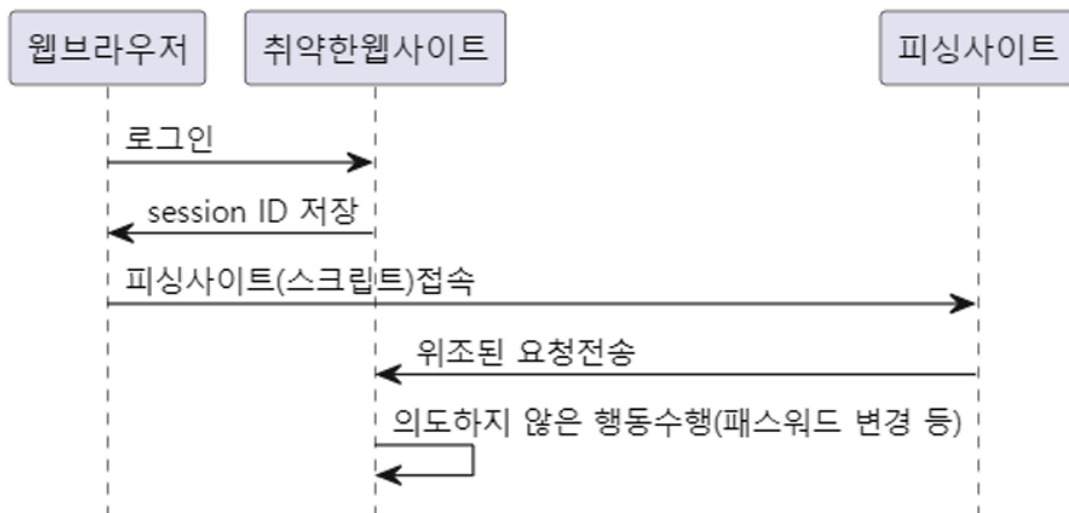 웹브라우저
취약한웹사이트
피싱사이트
로그인
session ID 저장
피싱사이트(스크립트)접속
위조된 요청전송
의도하지 않은 행동수행(패스워드 변경 등)